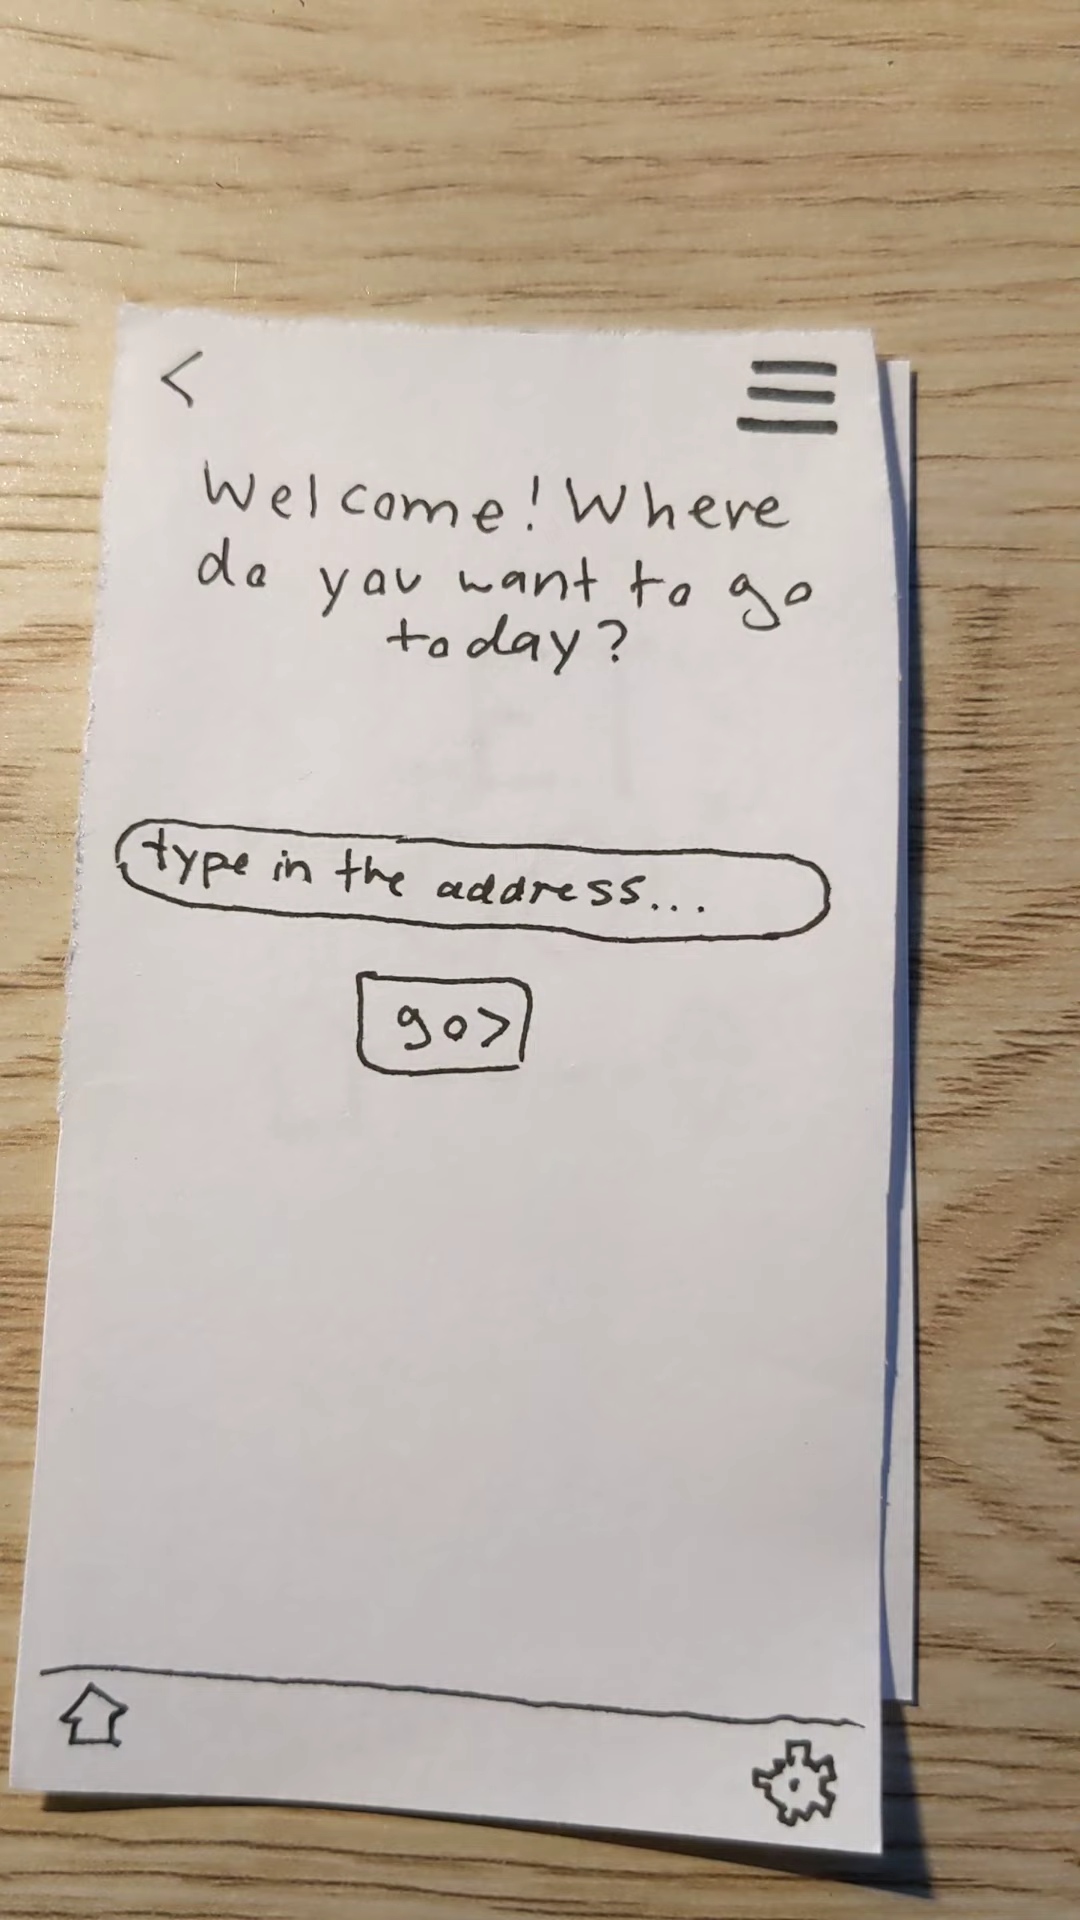 <
Welcome! Where
do you want to go
today?
type in the address...
go>